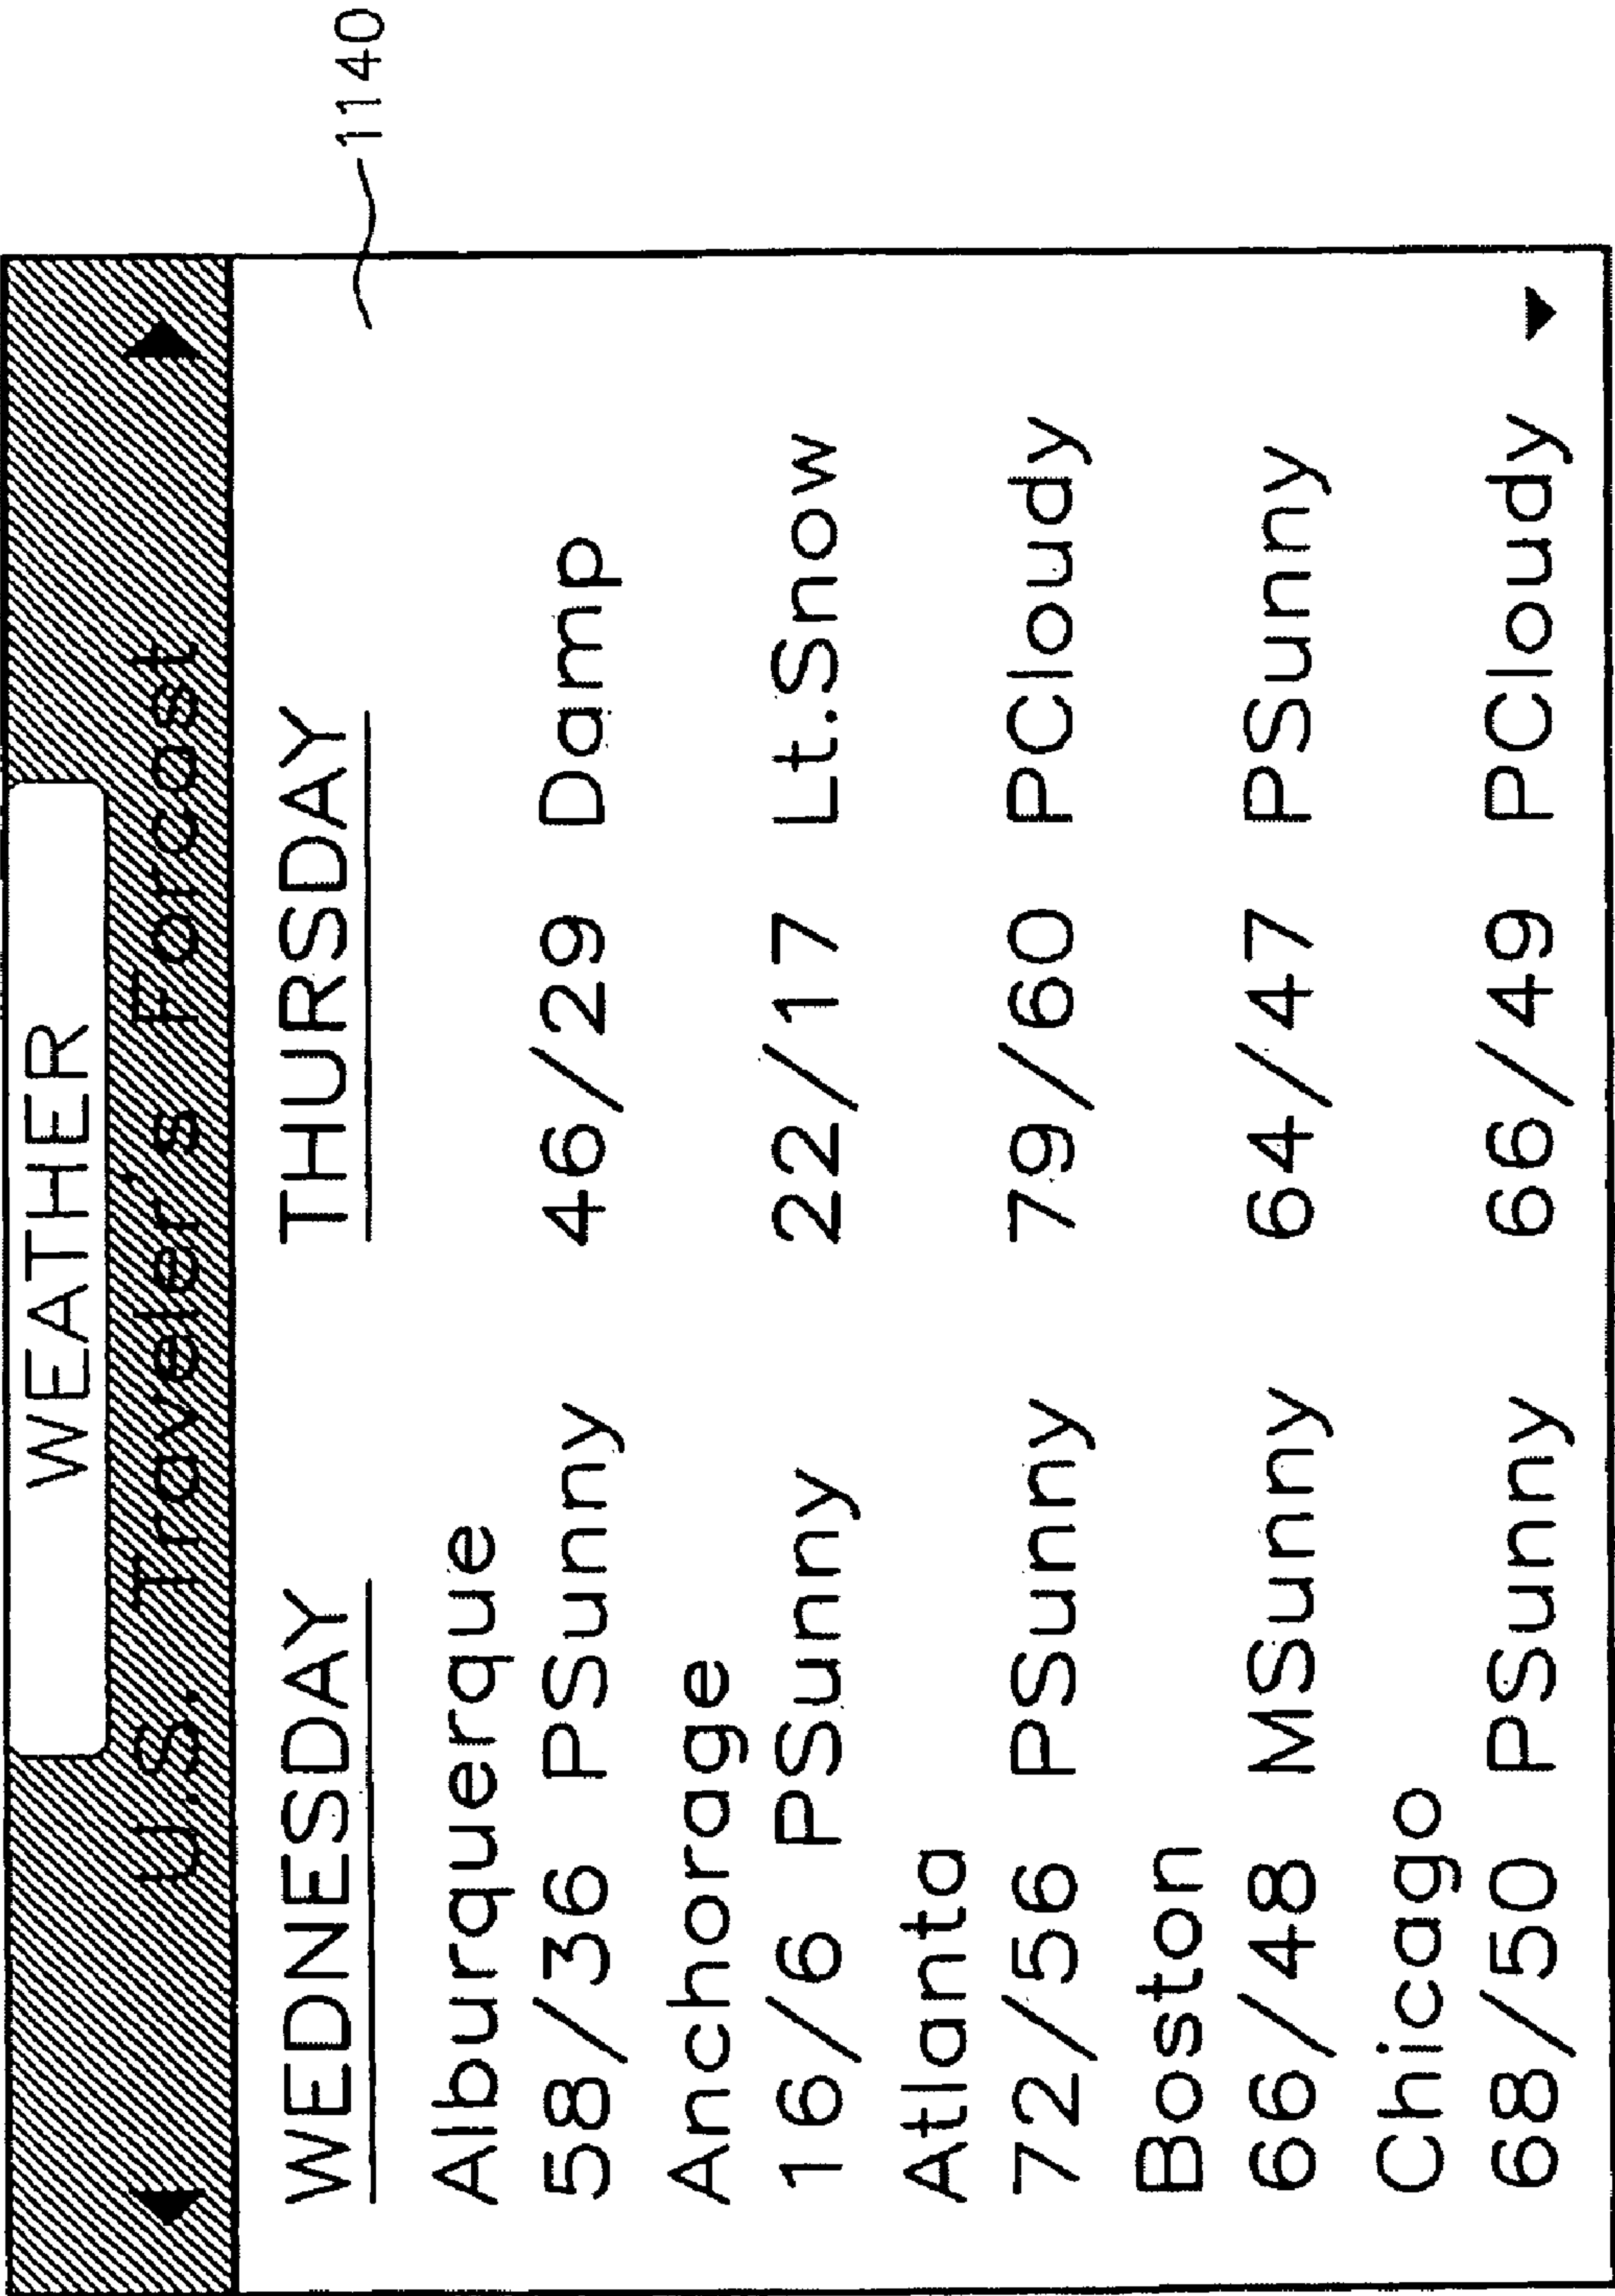 WEATHER
U.S. Traveler's Forcast
WEDNESDAY THURSDAY
Alburquerque
58/36 PSunny 46/29 Damp
Anchorage
16/6 PSunny 22/17 Lt.Snow
Atlanta
72/56 PSunny 79/60 PCloudy
Boston
66/48 MSunny 64/47 PSunny
Chicago
68/50 PSunny 66/49 PCloudy
1140